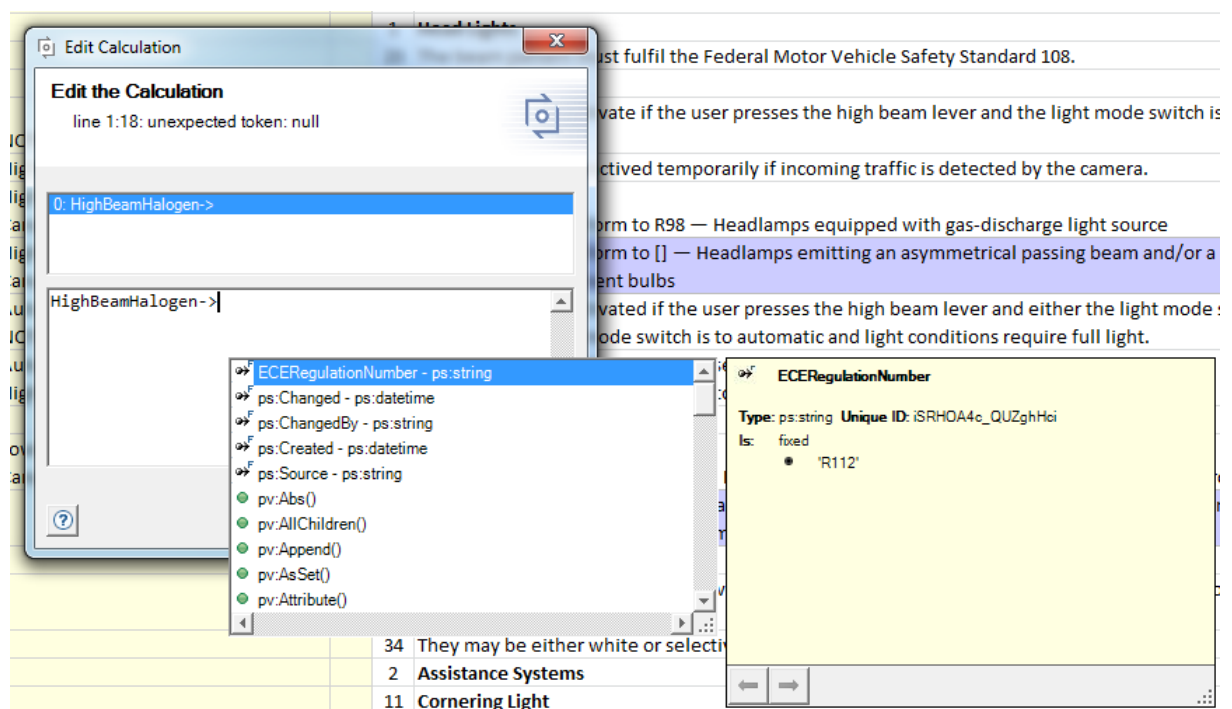 1 Head Lights
Edit Calculation
ust fulfil the Federal Motor Vehicle Safety Standard 108.
Edit the Calculation
line 1:18: unexpected token: null
vate if the user presses the high beam lever and the light mode switch is
ctived temporarily if incoming traffic is detected by the camera.
0: HighBeamHalogen->
orm to R98 — Headlamps equipped with gas-discharge light source
orm to [] — Headlamps emitting an asymmetrical passing beam and/or a
ent bulbs
HighBeamHalogen->
vated if the user presses the high beam lever and either the light mode
ode switch is to automatic and light conditions require full light.
ECERegulationNumber - ps:string
ps:Changed - ps:datetime
ps:ChangedBy - ps:string
ps:Created - ps:datetime
ps:Source - ps:string
pv:Abs()
pv:AllChildren()
pv:Append()
pv:AsSet()
pv:Attribute()
ECERegulationNumber
Type: ps:string Unique ID: iSRHOA4c_QUZghHci
Is: fixed
'R112'
34 They may be either white or selecti
2 Assistance Systems
11 Cornering Light